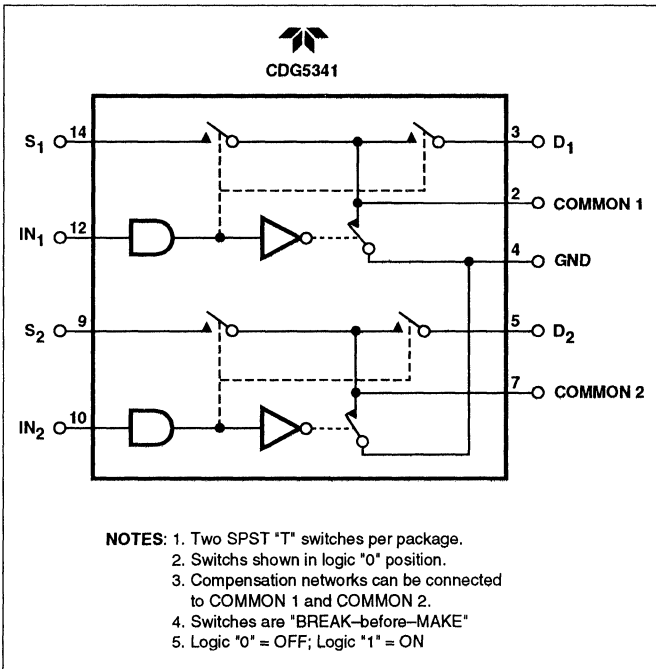 CDG5341
S1 14
3 D1
2 COMMON 1
IN1 12
4 GND
S2 9
5 D2
7 COMMON 2
IN2 10
NOTES: 1. Two SPST "T" switches per package.
2. Switchs shown in logic "0" position.
3. Compensation networks can be connected
to COMMON 1 and COMMON 2.
4. Switches are "BREAK–before–MAKE"
5. Logic "0" = OFF; Logic "1" = ON